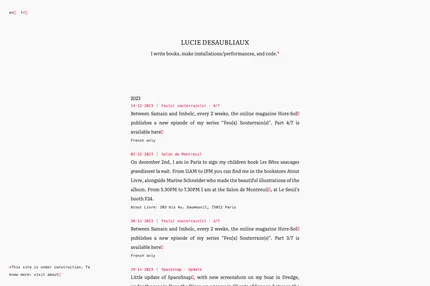 en▯ fr▯
LUCIE DESAUBLIAUX
I write books, make installations/performances, and code.*
2023
14-12-2023 | Feu(x) souterrain(s) - 4/7
Between Samain and Imbolc, every 2 weeks, the online magazine Hors-Sol▯
publishes a new episode of my series "Feu(x) Souterrain(s)". Part 4/7 is
available here▯
French only
02-12-2023 | Salon de Montreuil
On december 2nd, I am in Paris to sign my children book Les Bêtes sauvages
grandissent la nuit. From 11AM to 1PM you can find me in the bookstore Atout
Livre, alongside Marine Schneider who made the beautiful illustrations of the
album. From 5.30PM to 7.30PM I am at the Salon de Montreuil▯, at Le Seuil's
booth F24.
Atout Livre: 203 bis Av. Daumesnil, 75012 Paris
30-11-2023 | Feu(x) souterrain(s) - 3/7
Between Samain and Imbolc, every 2 weeks, the online magazine Hors-Sol▯
publishes a new episode of my series "Feu(x) Souterrain(s)". Part 3/7 is
available here▯
French only
29-11-2023 | Spacesnap - Update
Little update of SpaceSnap▯, with new screenshots on my boat in Dredge,
*This site is under construction. To
know more: visit about▯